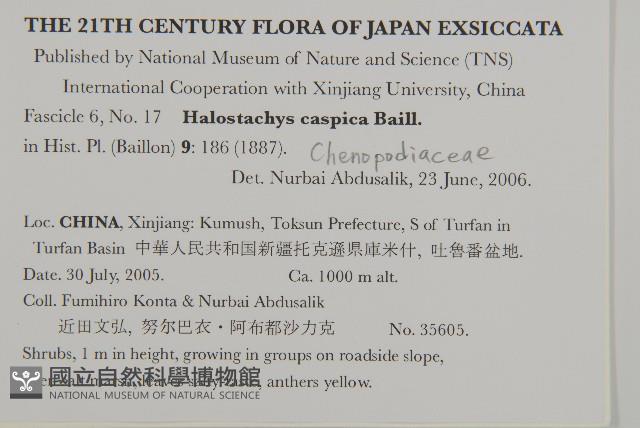 THE 21TH CENTURY FLORA OF JAPAN EXSICCATA
Published by National Museum of Nature and Science (TNS)
International Cooperation with Xinjiang University, China
Fascicle 6, No. 17 Halostachys caspica Baill.
in Hist. Pl. (Baillon) 9: 186 (1887). Chenopodiaceae
Det. Nurbai Abdusalik, 23 June, 2006.
Loc. CHINA, Xinjiang: Kumush, Toksun Prefecture, S of Turfan in
Turfan Basin 中華人民共和国新疆托克遜県庫米什, 吐魯番盆地.
Date. 30 July, 2005. Ca. 1000 m alt.
Coll. Fumihiro Konta & Nurbai Abdusalik
近田文弘, 努尔巴衣・阿布都沙力克 No. 35605.
Shrubs, 1 m in height, growing in groups on roadside slope,
anthers yellow.
國立自然科學博物館
NATIONAL MUSEUM OF NATURAL SCIENCE